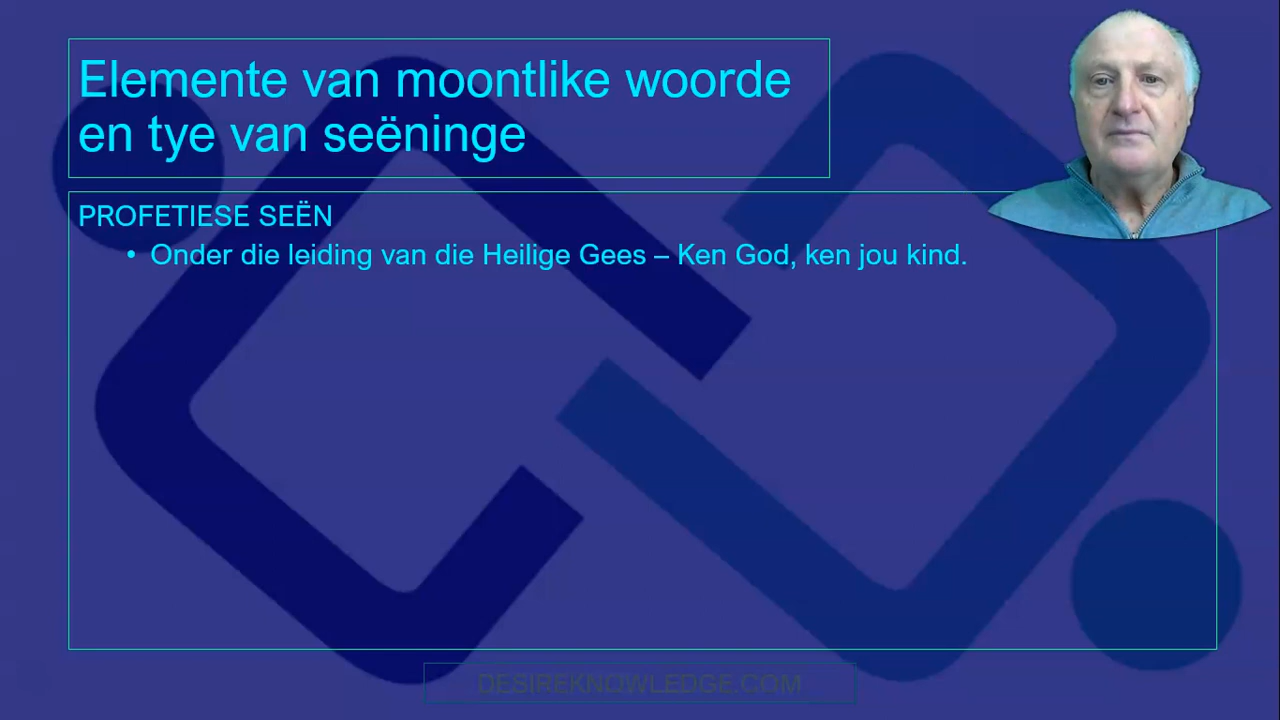 Elemente van moontlike woorde
en tye van seëninge
PROFETIESE SEËN
• Onder die leiding van die Heilige Gees – Ken God, ken jou kind.
DESIREKNOWLEDGE.COM